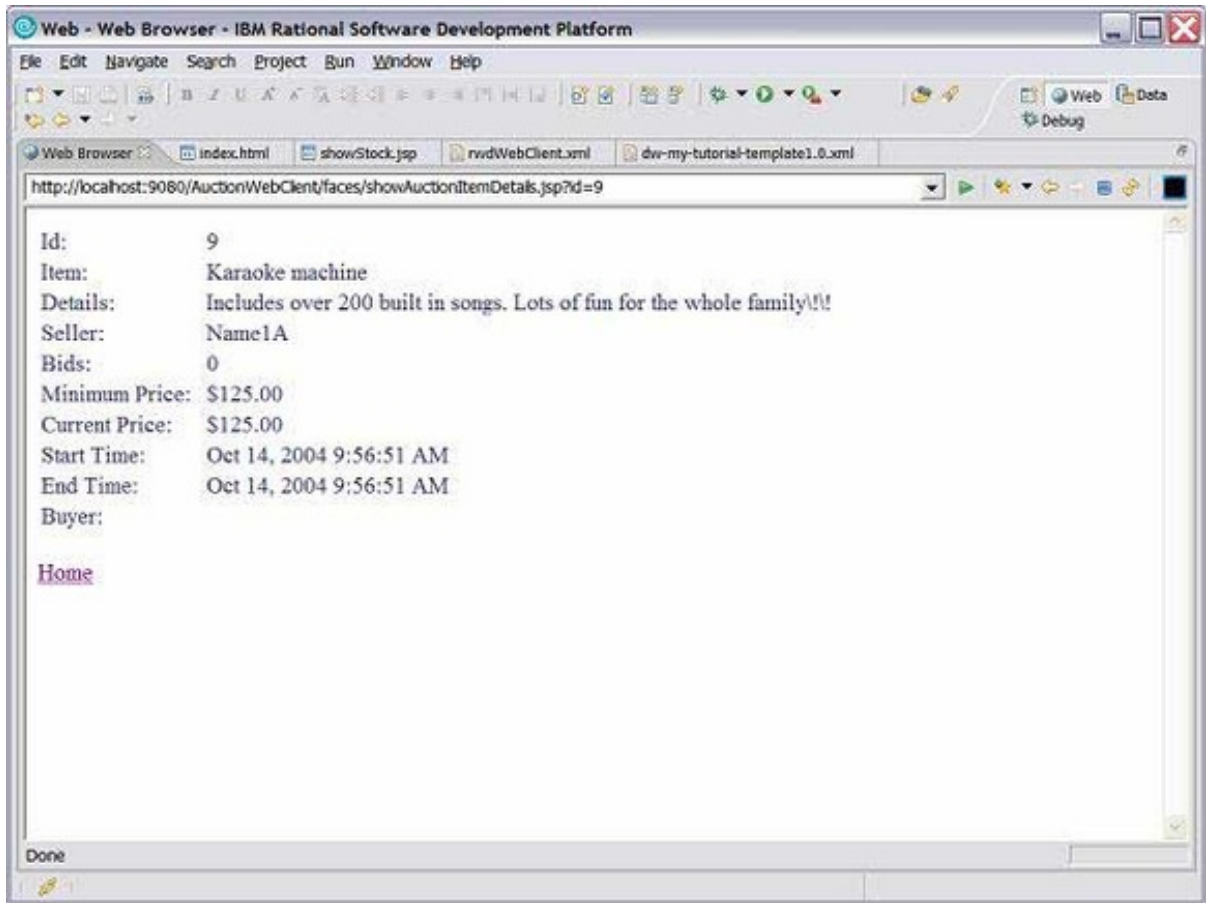 Web - Web Browser - IBM Rational Software Development Platform
File Edit Navigate Search Project Run Window Help
Web Data
Debug
Web Browser index.html showStock.jsp rwdWebClient.xml dw-my-tutorial-template1.0.xml
http://localhost:9080/AuctionWebClient/faces/showAuctionItemDetails.jsp?id=9
Id: 9
Item: Karaoke machine
Details: Includes over 200 built in songs. Lots of fun for the whole family\!\!
Seller: Name1A
Bids: 0
Minimum Price: $125.00
Current Price: $125.00
Start Time: Oct 14, 2004 9:56:51 AM
End Time: Oct 14, 2004 9:56:51 AM
Buyer:
Home
Done